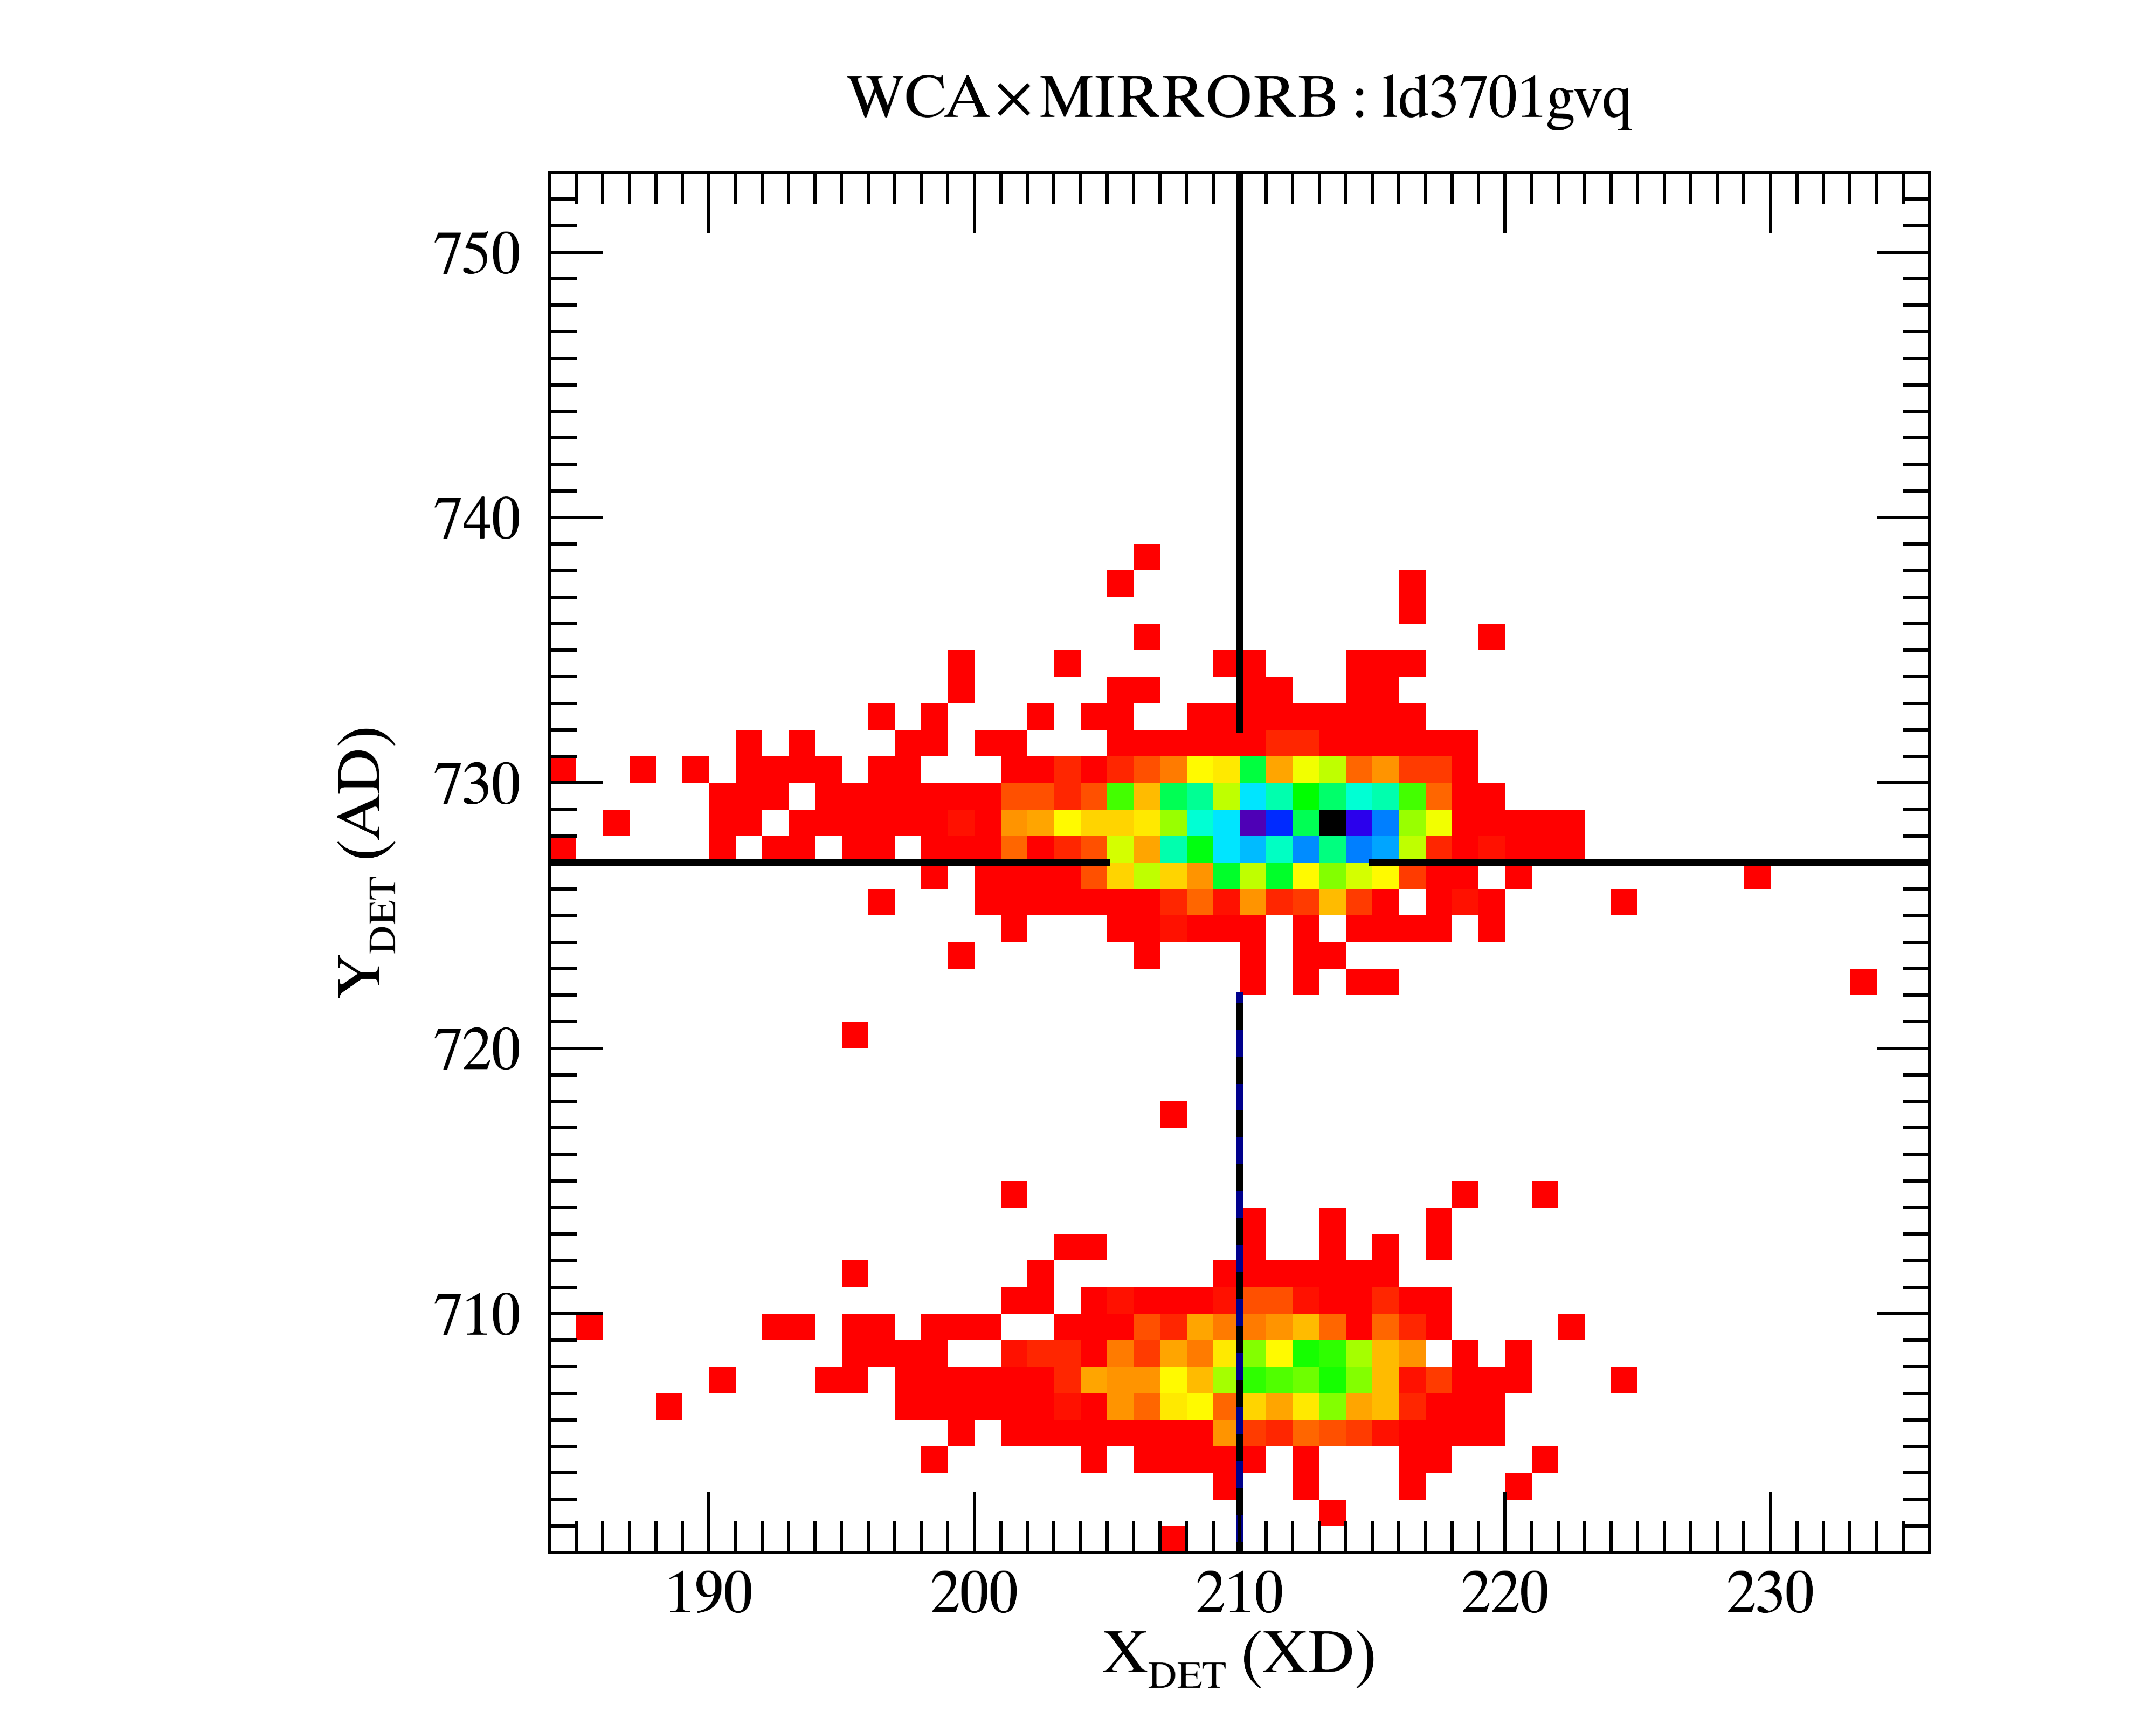 WCA×MIRRORB : ld3701gvq
750
740
730
720
710
Y_DET (AD)
190 200 210 220 230
X_DET (XD)